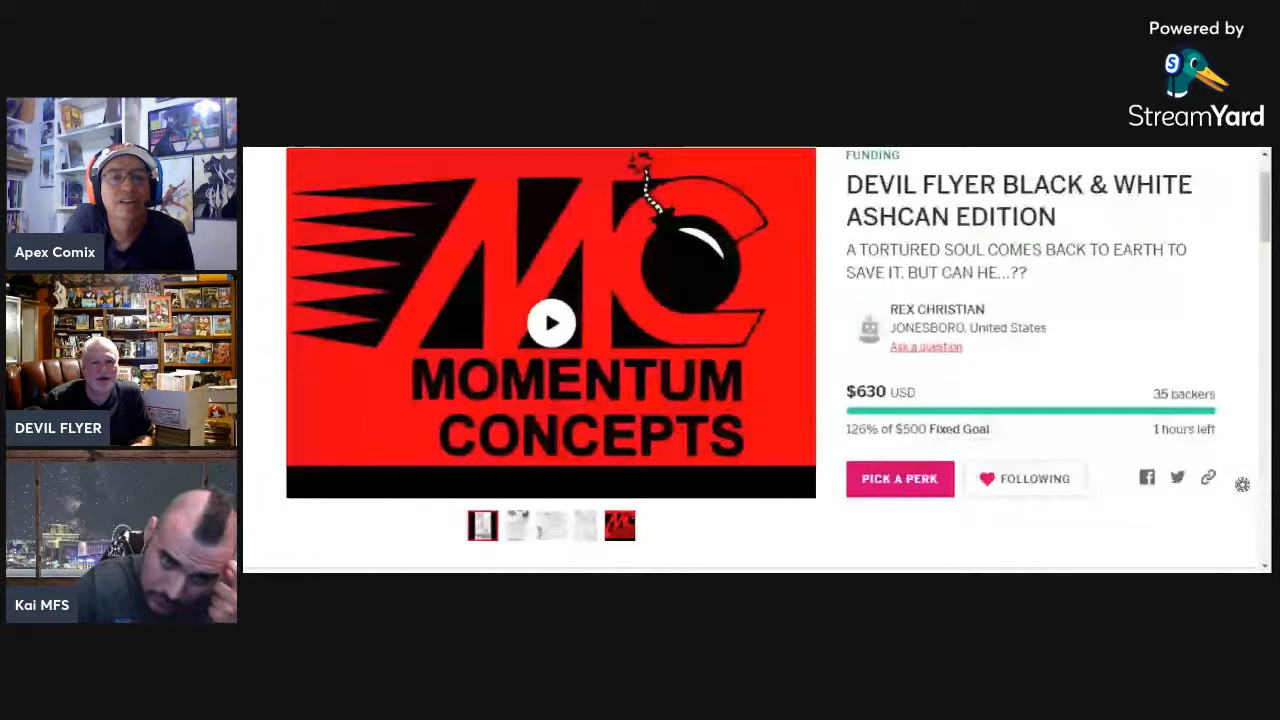 Powered by
StreamYard
Apex Comix
DEVIL FLYER
Kai MFS
MOMENTUM
CONCEPTS
FUNDING
DEVIL FLYER BLACK & WHITE
ASHCAN EDITION
A TORTURED SOUL COMES BACK TO EARTH TO
SAVE IT. BUT CAN HE...??
REX CHRISTIAN
JONESBORO, United States
Ask a question
$630 USD
35 backers
126% of $500 Fixed Goal
1 hours left
PICK A PERK
FOLLOWING